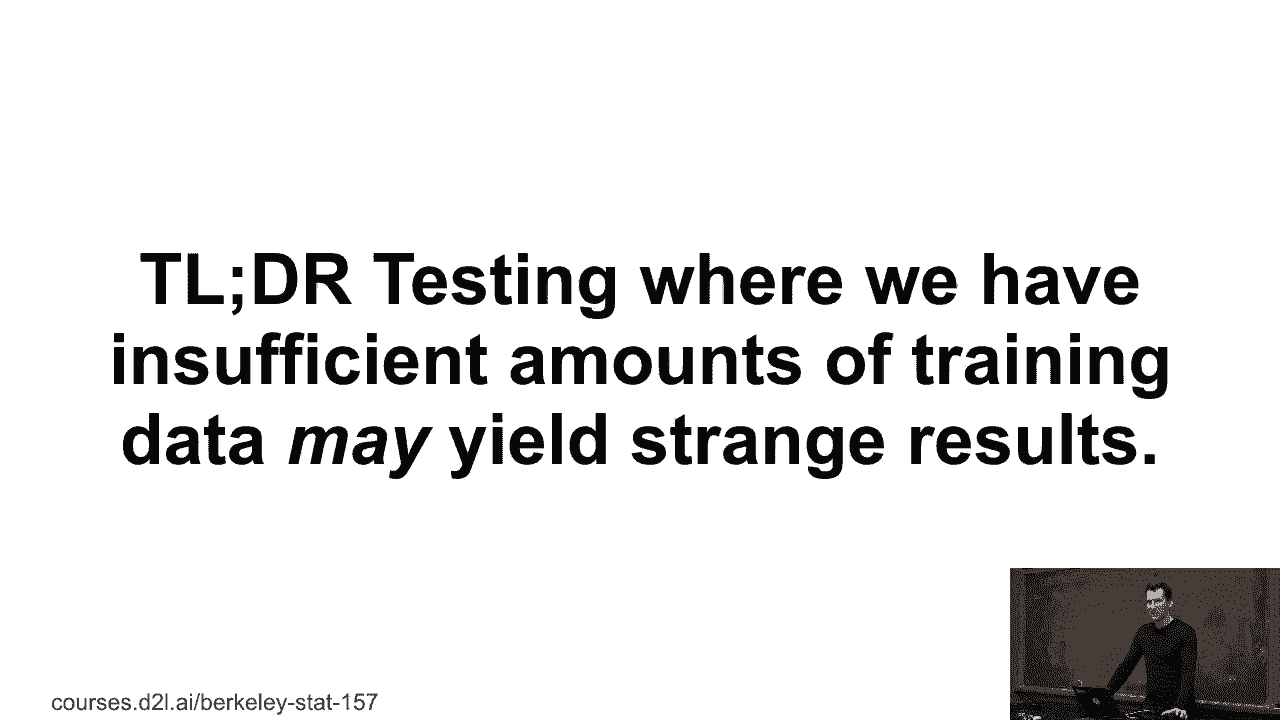 TL;DR Testing where we have
insufficient amounts of training
data may yield strange results.
courses.d2l.ai/berkeley-stat-157